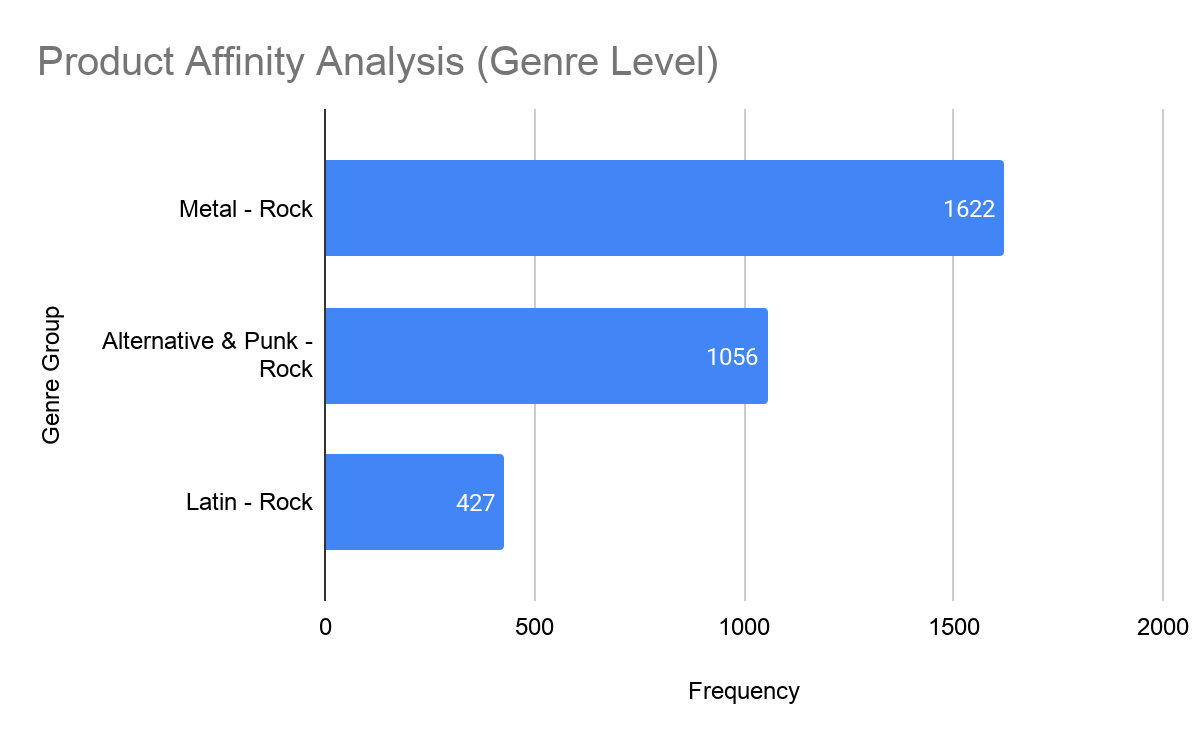 Product Affinity Analysis (Genre Level)
Genre Group
Metal - Rock
1622
Alternative & Punk -
Rock
1056
Latin - Rock
427
0
500
1000
1500
2000
Frequency